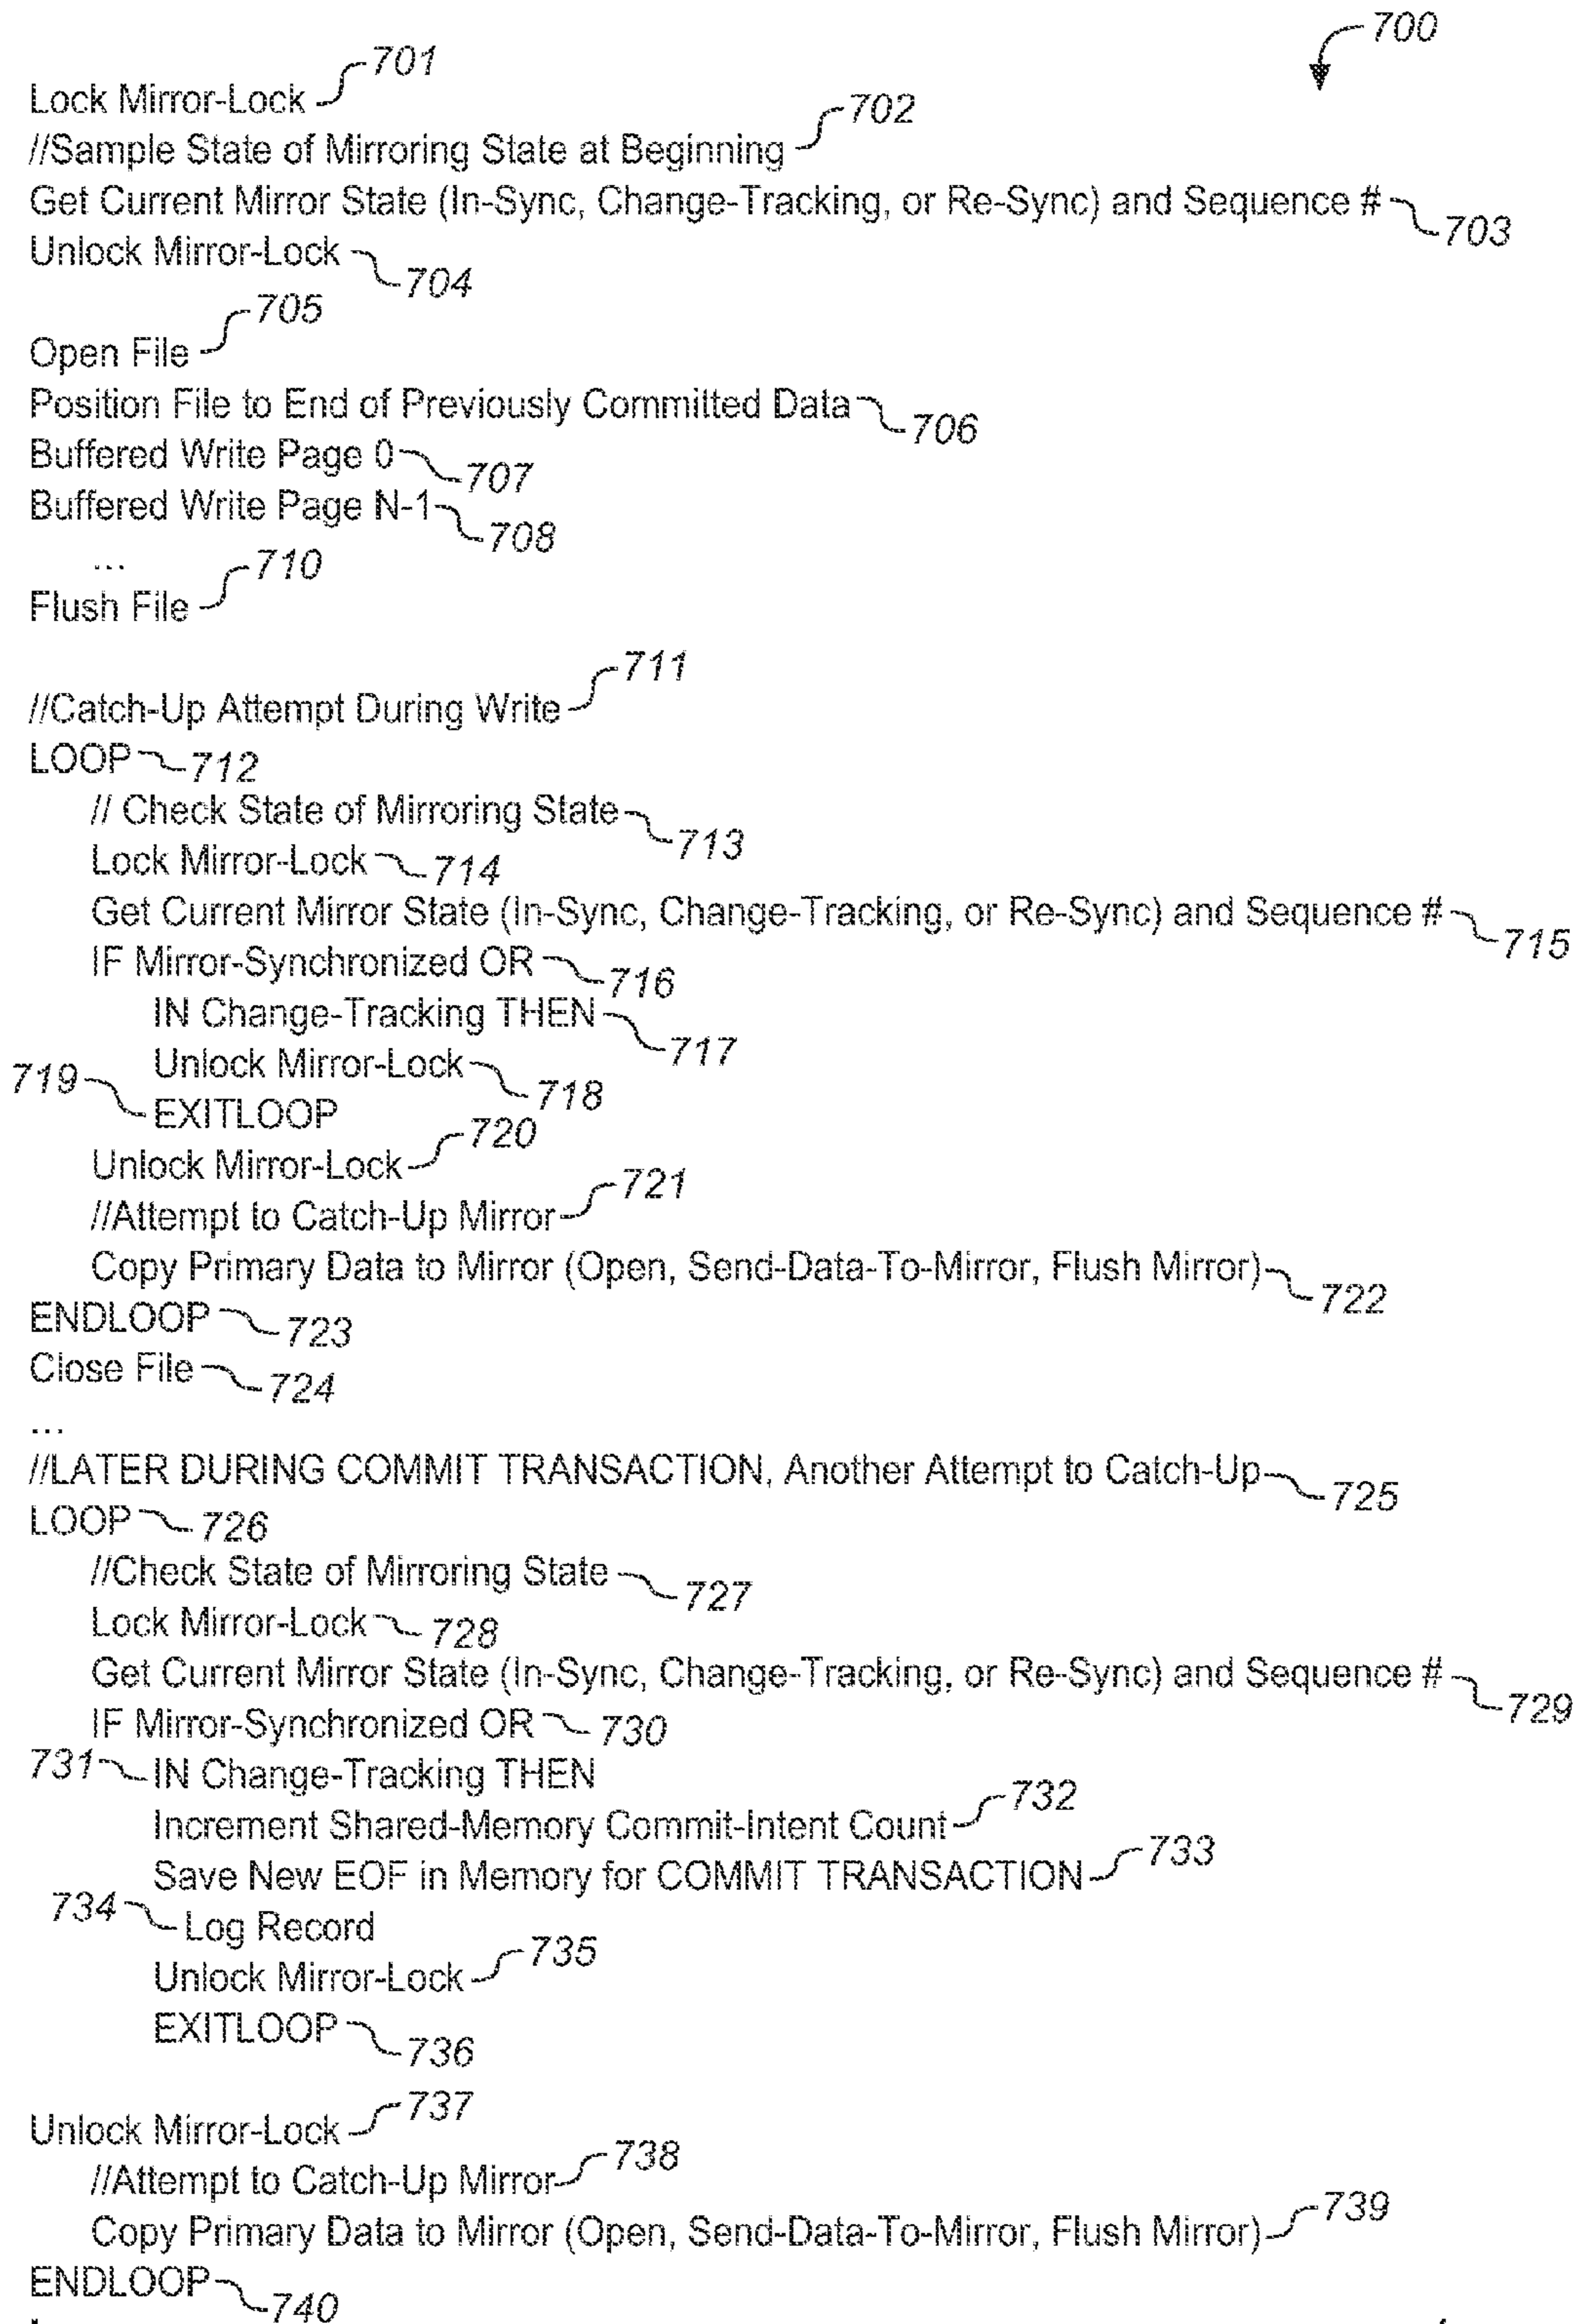 700
Lock Mirror-Lock 701
//Sample State of Mirroring State at Beginning 702
Get Current Mirror State (In-Sync, Change-Tracking, or Re-Sync) and Sequence # 703
Unlock Mirror-Lock 704
Open File 705
Position File to End of Previously Committed Data 706
Buffered Write Page 0 707
Buffered Write Page N-1 708
...
Flush File 710
//Catch-Up Attempt During Write 711
LOOP 712
// Check State of Mirroring State 713
Lock Mirror-Lock 714
Get Current Mirror State (In-Sync, Change-Tracking, or Re-Sync) and Sequence # 715
IF Mirror-Synchronized OR 716
IN Change-Tracking THEN 717
Unlock Mirror-Lock 718
719 EXITLOOP
Unlock Mirror-Lock 720
//Attempt to Catch-Up Mirror 721
Copy Primary Data to Mirror (Open, Send-Data-To-Mirror, Flush Mirror) 722
ENDLOOP 723
Close File 724
...
//LATER DURING COMMIT TRANSACTION, Another Attempt to Catch-Up 725
LOOP 726
//Check State of Mirroring State 727
Lock Mirror-Lock 728
Get Current Mirror State (In-Sync, Change-Tracking, or Re-Sync) and Sequence # 729
IF Mirror-Synchronized OR 730
731 IN Change-Tracking THEN
Increment Shared-Memory Commit-Intent Count 732
Save New EOF in Memory for COMMIT TRANSACTION 733
734 Log Record
Unlock Mirror-Lock 735
EXITLOOP 736
Unlock Mirror-Lock 737
//Attempt to Catch-Up Mirror 738
Copy Primary Data to Mirror (Open, Send-Data-To-Mirror, Flush Mirror) 739
ENDLOOP 740